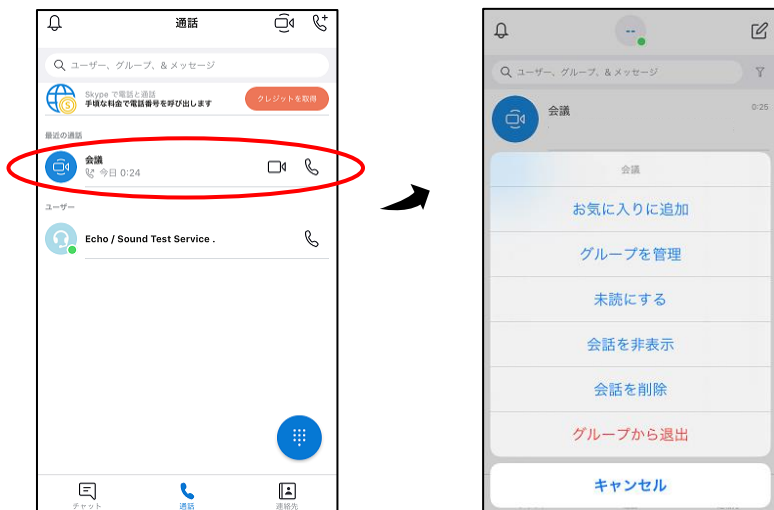 通話
ユーザー、グループ、& メッセージ
Skype で電話と通話
手頃な料金で電話番号を呼び出します
クレジットを取得
最近の通話
会議
今日 0:24
ユーザー
Echo / Sound Test Service .
チャット
通話
連絡先
--
ユーザー、グループ、& メッセージ
会議
0:25
会議
お気に入りに追加
グループを管理
未読にする
会話を非表示
会話を削除
グループから退出
キャンセル